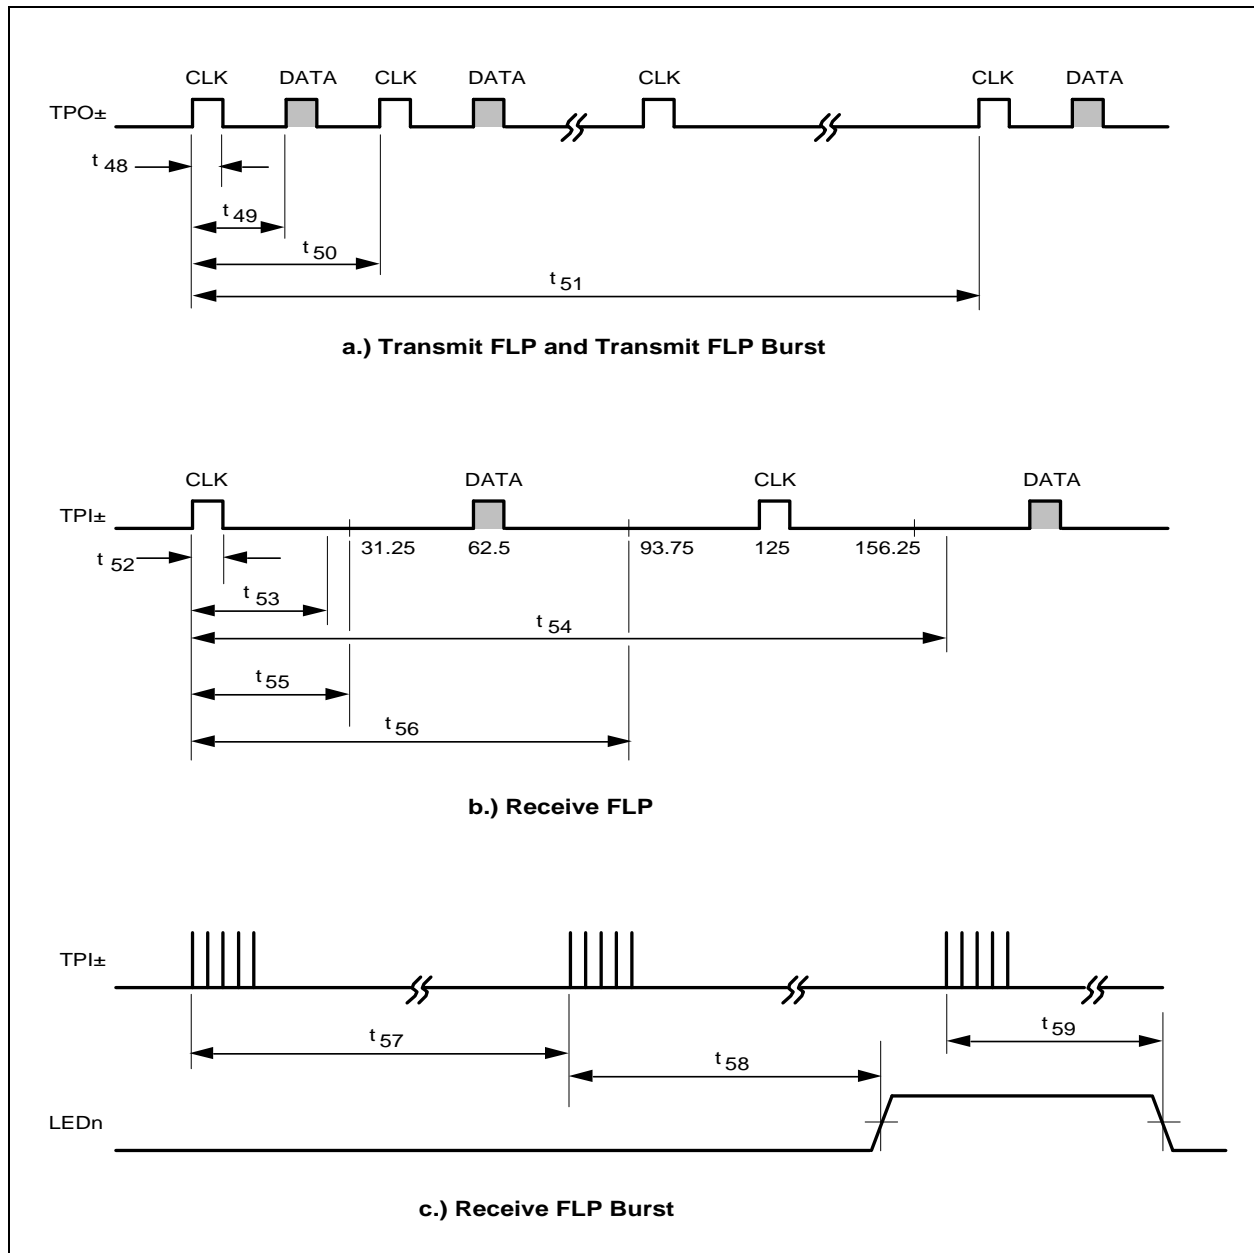 CLK DATA CLK DATA CLK CLK DATA
TPO±
t 48
t 49
t 50
t 51
a.) Transmit FLP and Transmit FLP Burst
CLK DATA CLK DATA
TPI±
31.25 62.5 93.75 125 156.25
t 52
t 53
t 54
t 55
t 56
b.) Receive FLP
TPI±
t 57
t 58
t 59
LEDn
c.) Receive FLP Burst